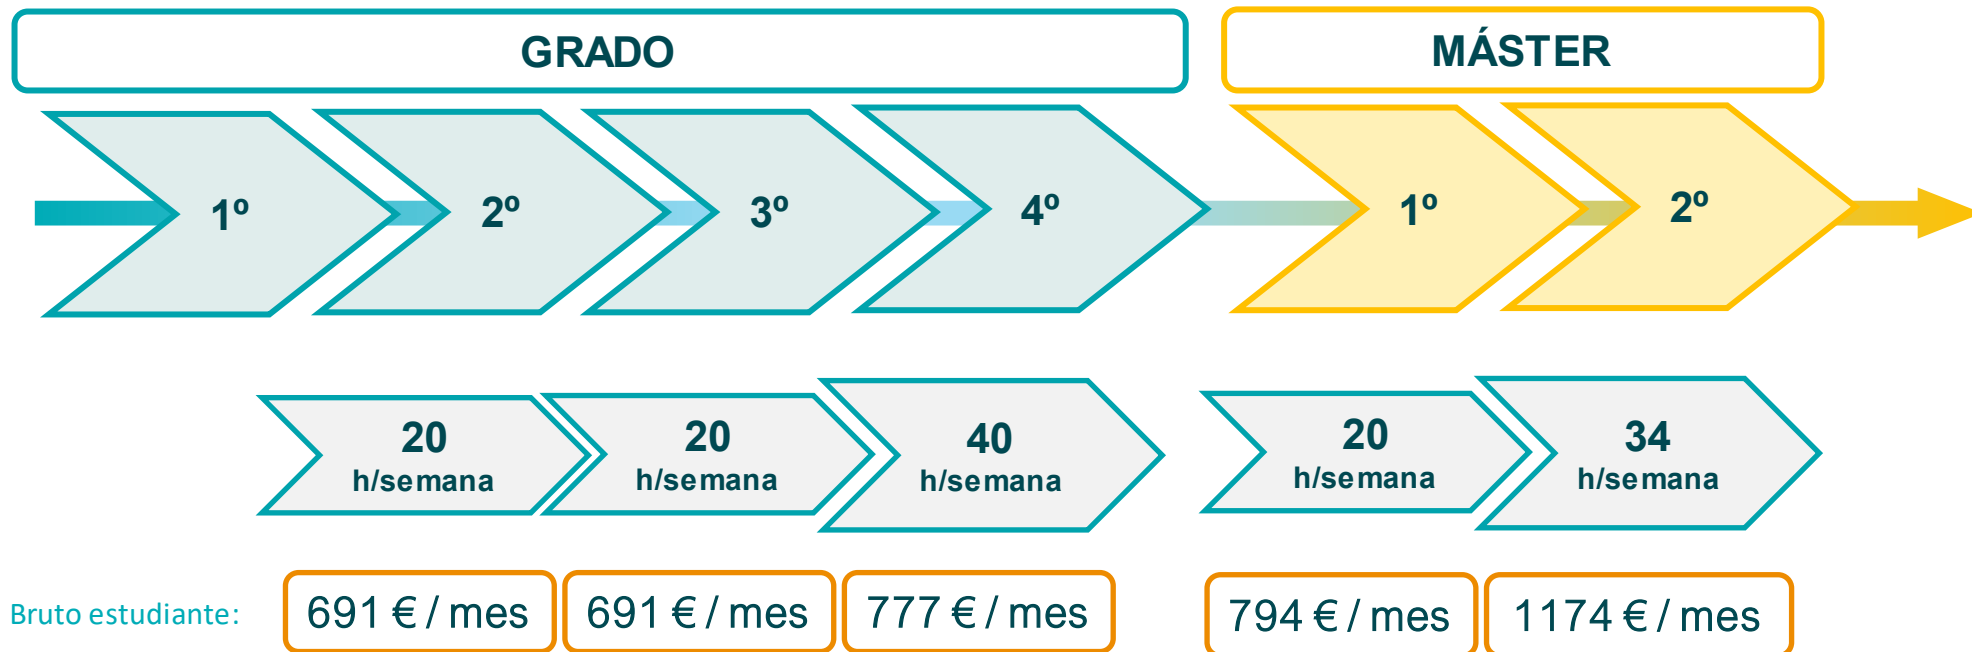 GRADO
MÁSTER
1º
2º
3º
4º
1º
2º
20
h/semana
20
h/semana
40
h/semana
20
h/semana
34
h/semana
Bruto estudiante:
691 € / mes
691 € / mes
777 € / mes
794 € / mes
1174 € / mes